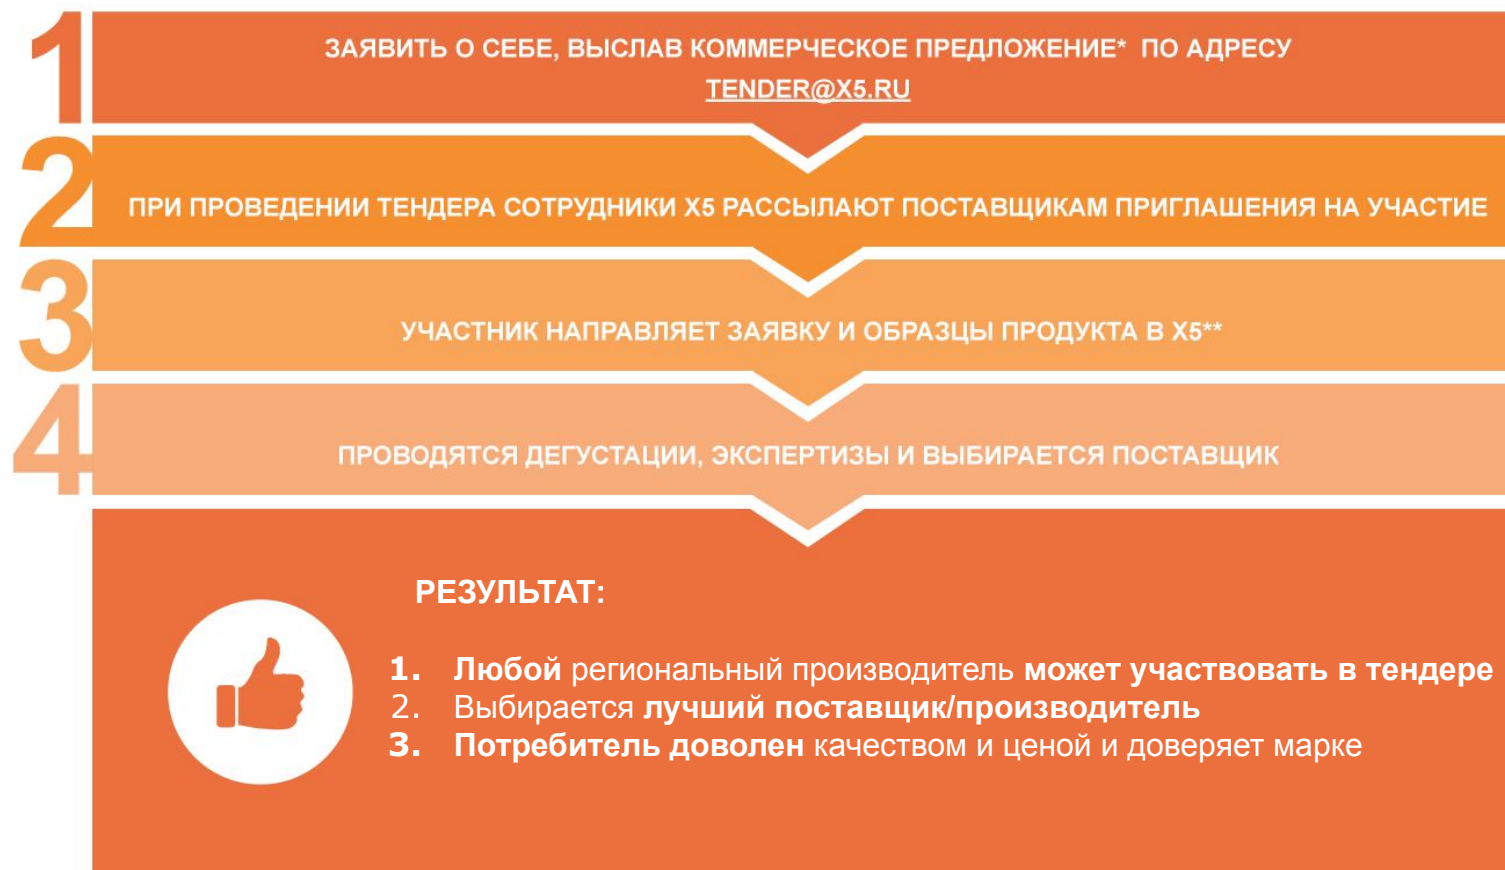 1
ЗАЯВИТЬ О СЕБЕ, ВЫСЛАВ КОММЕРЧЕСКОЕ ПРЕДЛОЖЕНИЕ* ПО АДРЕСУ
TENDER@X5.RU
2
ПРИ ПРОВЕДЕНИИ ТЕНДЕРА СОТРУДНИКИ X5 РАССЫЛАЮТ ПОСТАВЩИКАМ ПРИГЛАШЕНИЯ НА УЧАСТИЕ
3
УЧАСТНИК НАПРАВЛЯЕТ ЗАЯВКУ И ОБРАЗЦЫ ПРОДУКТА В X5**
4
ПРОВОДЯТСЯ ДЕГУСТАЦИИ, ЭКСПЕРТИЗЫ И ВЫБИРАЕТСЯ ПОСТАВЩИК
РЕЗУЛЬТАТ:
1. Любой региональный производитель может участвовать в тендере
2. Выбирается лучший поставщик/производитель
3. Потребитель доволен качеством и ценой и доверяет марке